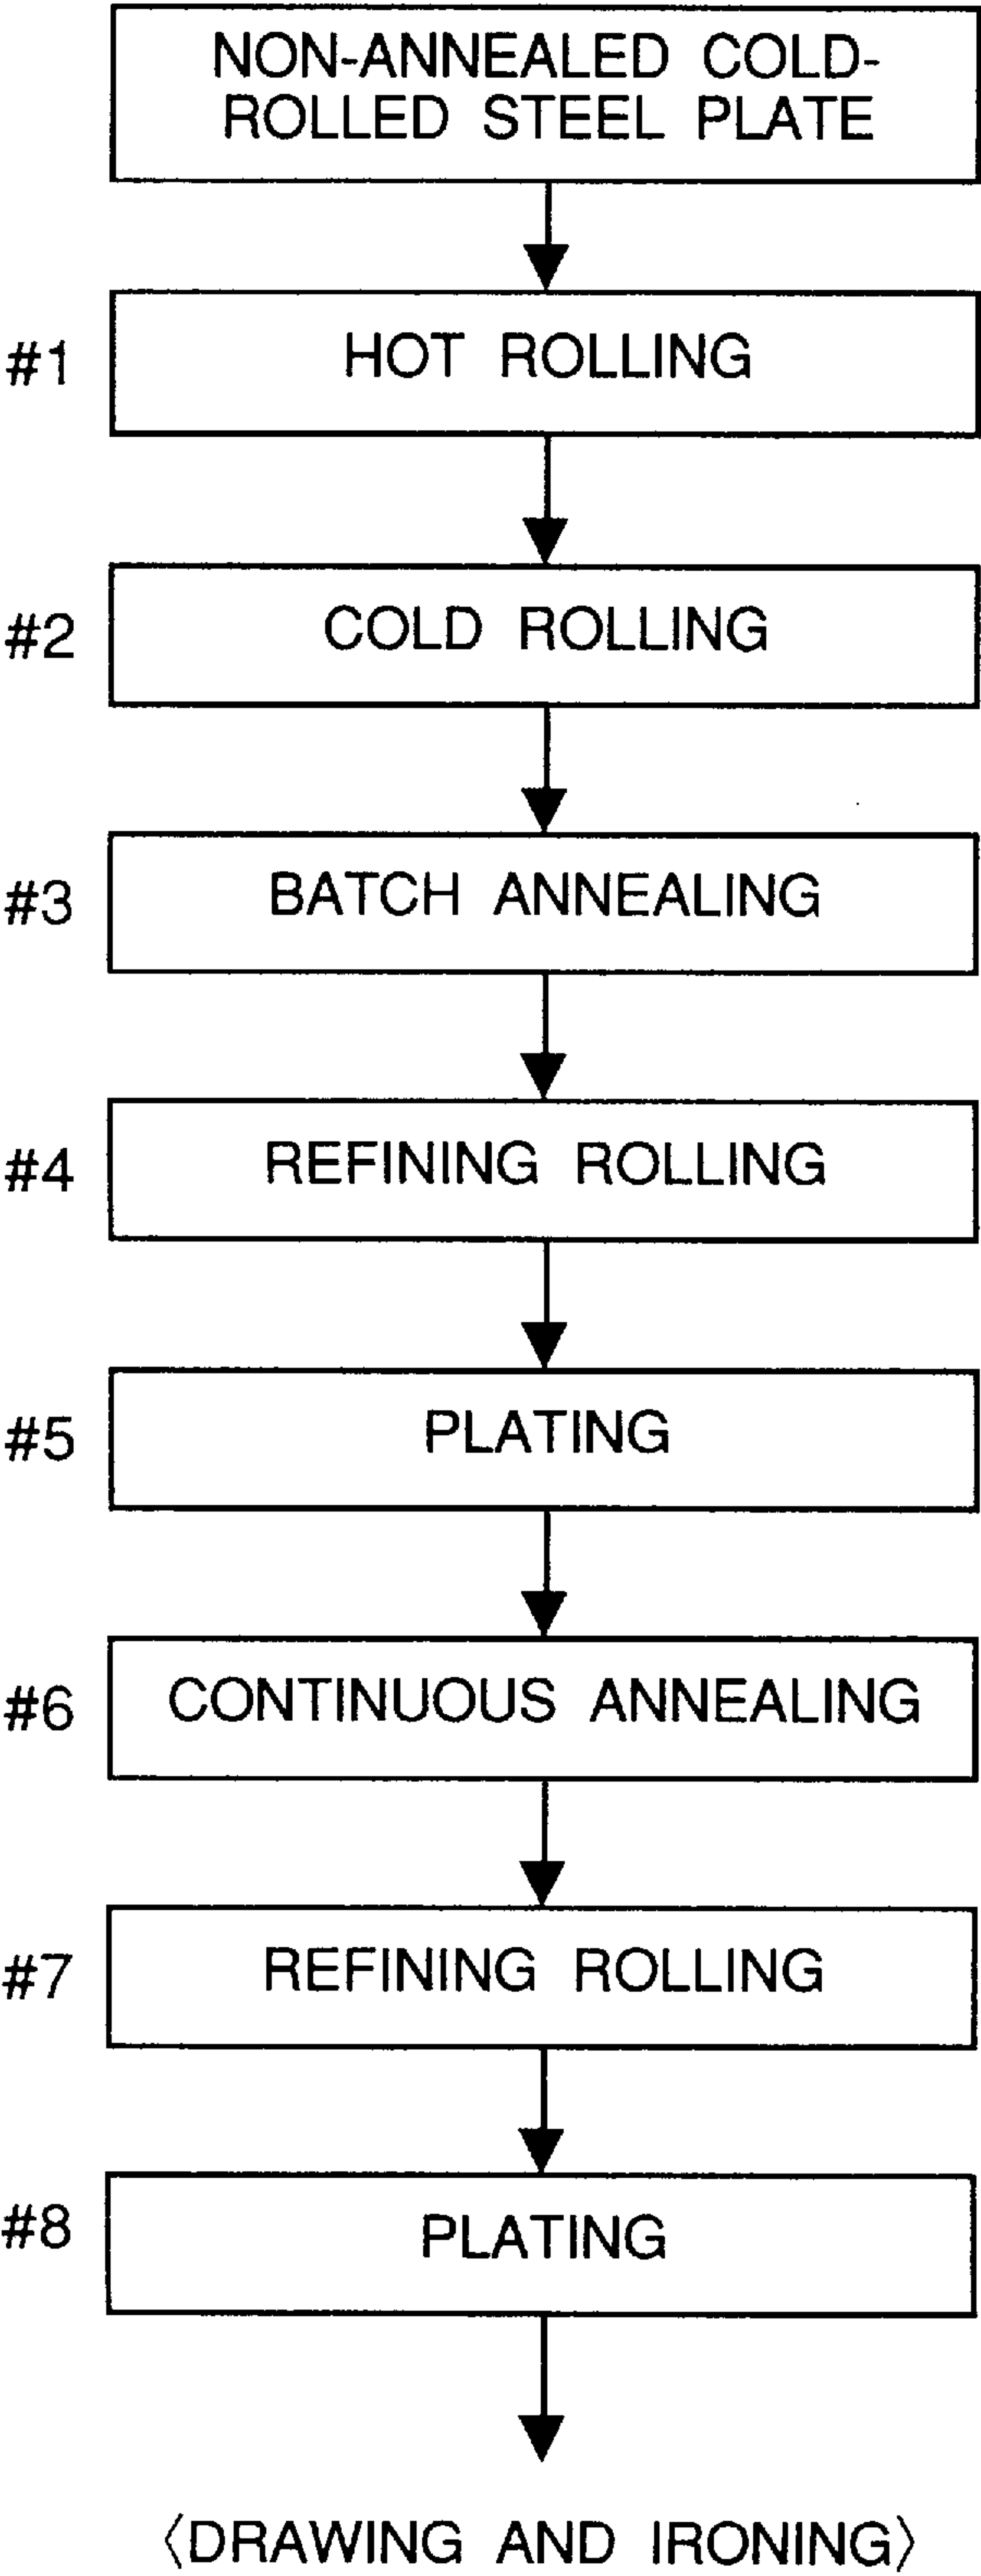 NON-ANNEALED COLD-
ROLLED STEEL PLATE
#1 HOT ROLLING
#2 COLD ROLLING
#3 BATCH ANNEALING
#4 REFINING ROLLING
#5 PLATING
#6 CONTINUOUS ANNEALING
#7 REFINING ROLLING
#8 PLATING
〈DRAWING AND IRONING〉